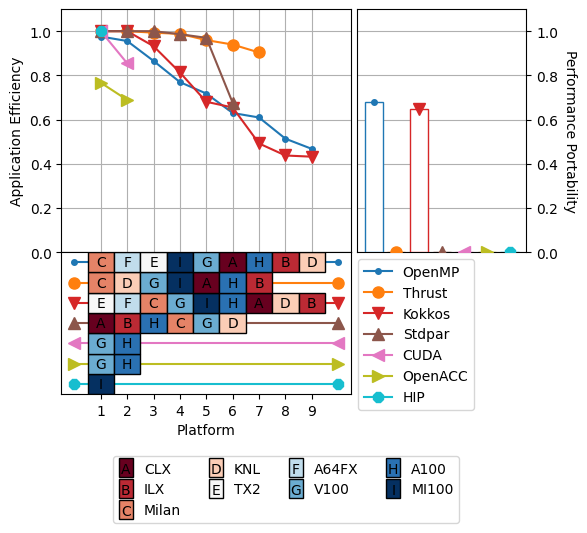 1.0 1.0
0.8 0.8
0.6 0.6
0.4 0.4
0.2 0.2
0.0 0.0
Application Efficiency
Performance Portability
C F E I G A H B D
C D G I A H B
E F C G I H A D B
A B H C G D
G H
G H
I
1 2 3 4 5 6 7 8 9
Platform
OpenMP
Thrust
Kokkos
Stdpar
CUDA
OpenACC
HIP
A CLX D KNL F A64FX H A100
B ILX E TX2 G V100 I MI100
C Milan